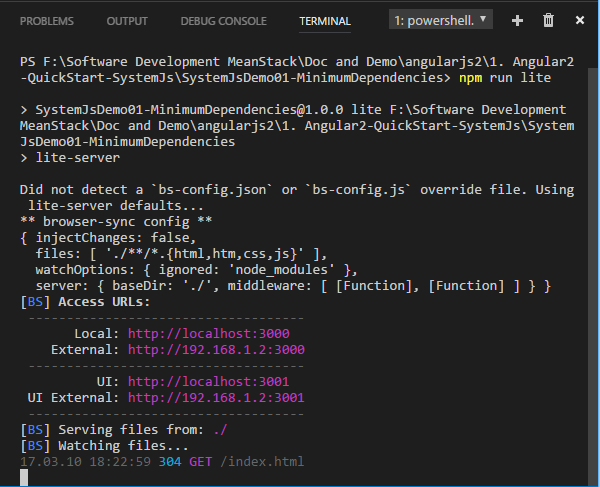 PROBLEMS OUTPUT DEBUG CONSOLE TERMINAL 1: powershell.
PS F:\Software Development MeanStack\Doc and Demo\angularjs2\1. Angular2
-QuickStart-SystemJs\SystemJsDemo01-MinimumDependencies> npm run lite
> SystemJsDemo01-MinimumDependencies@1.0.0 lite F:\Software Development
MeanStack\Doc and Demo\angularjs2\1. Angular2-QuickStart-SystemJs\System
JsDemo01-MinimumDependencies
> lite-server
Did not detect a `bs-config.json` or `bs-config.js` override file. Using
lite-server defaults...
** browser-sync config **
{ injectChanges: false,
files: [ './**/*.{html,htm,css,js}' ],
watchOptions: { ignored: 'node_modules' },
server: { baseDir: './', middleware: [ [Function], [Function] ] } }
[BS] Access URLs:
-----------------------------------
Local: http://localhost:3000
External: http://192.168.1.2:3000
-----------------------------------
UI: http://localhost:3001
UI External: http://192.168.1.2:3001
-----------------------------------
[BS] Serving files from: ./
[BS] Watching files...
17.03.10 18:22:59 304 GET /index.html